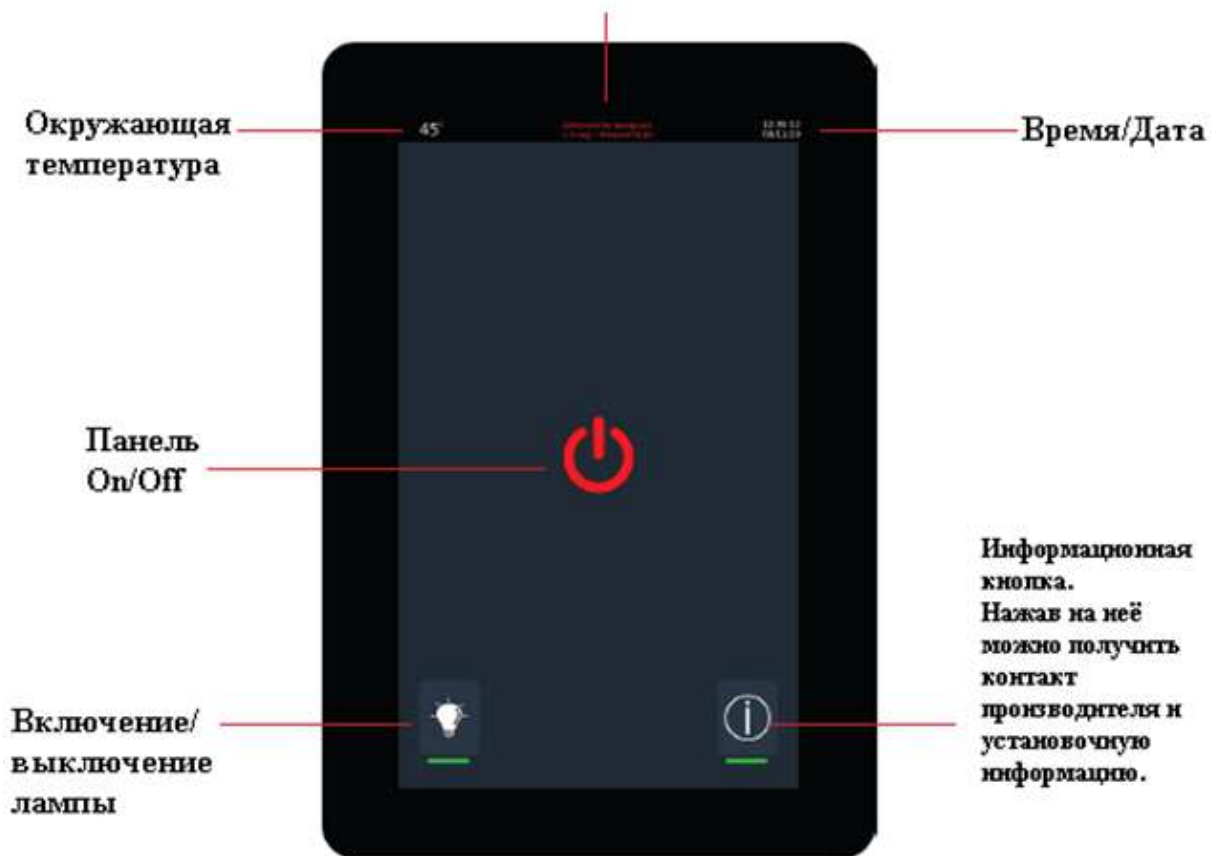 Окружающая
температура
45°
Время/Дата
Панель
On/Off
Информационная
кнопка.
Нажав на неё
можно получить
контакт
производителя и
установочную
информацию.
Включение/
выключение
лампы